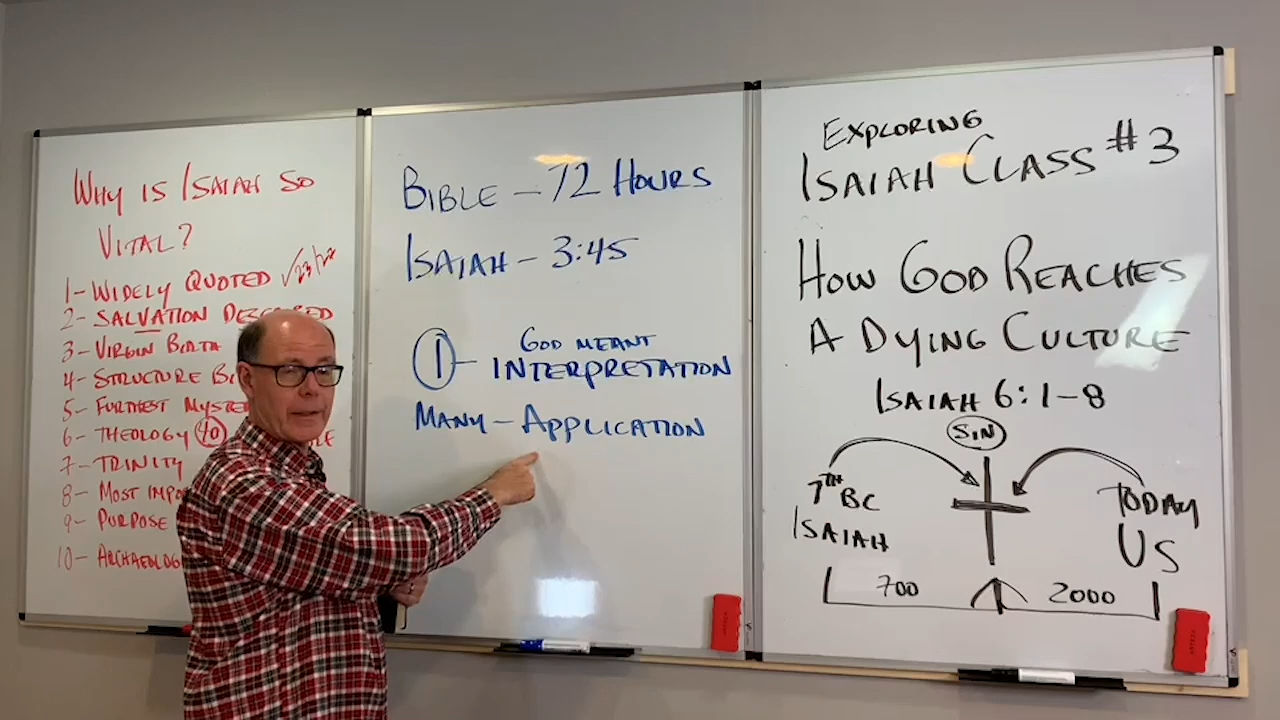 WHY IS ISAIAH SO
VITAL?
1- WIDELY QUOTED
2- SALVATION
3- VIRGIN BIRTH
4- STRUCTURE
5- FURTHEST
6- THEOLOGY 40
7- TRINITY
8- MOST
9- PURPOSE
10-
BIBLE - 72 HOURS
ISAIAH - 3:45
GOD MEANT
1 - INTERPRETATION
MANY - APPLICATION
EXPLORING
ISAIAH CLASS #3
HOW GOD REACHES
A DYING CULTURE
ISAIAH 6:1-8
SIN
7TH BC
ISAIAH
TODAY
US
700
2000